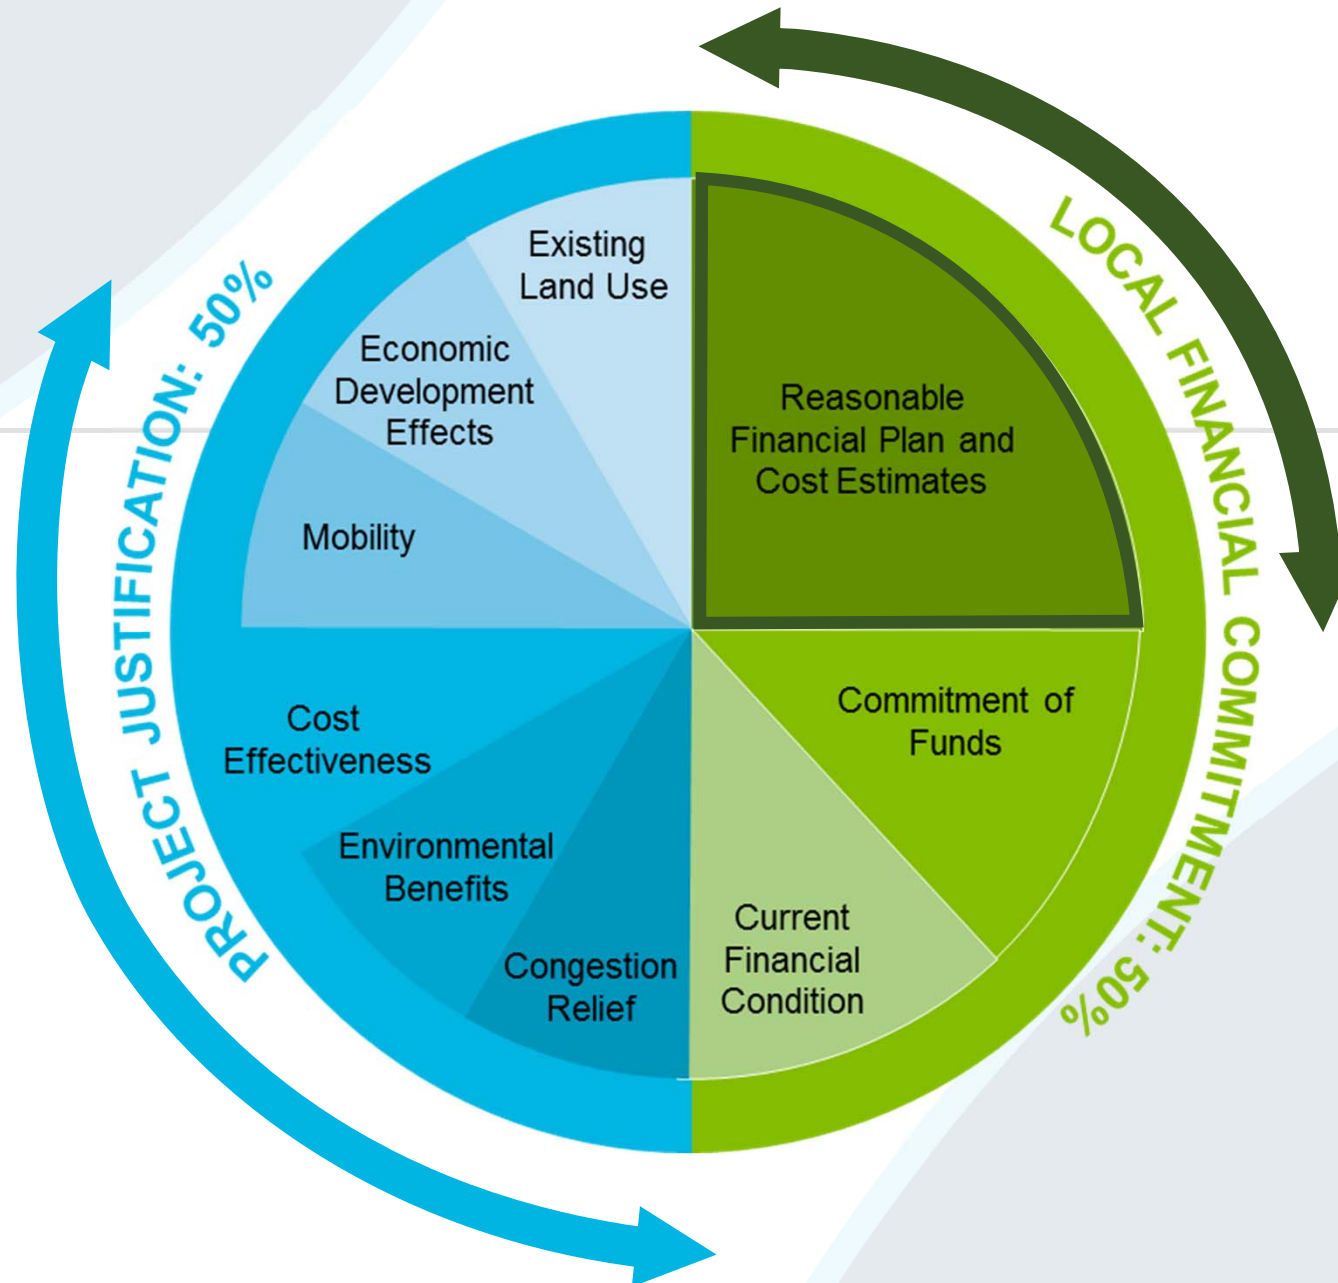 PROJECT JUSTIFICATION: 50%
LOCAL FINANCIAL COMMITMENT: 50%
Existing
Land Use
Economic
Development
Effects
Mobility
Cost
Effectiveness
Environmental
Benefits
Congestion
Relief
Reasonable
Financial Plan and
Cost Estimates
Commitment of
Funds
Current
Financial
Condition